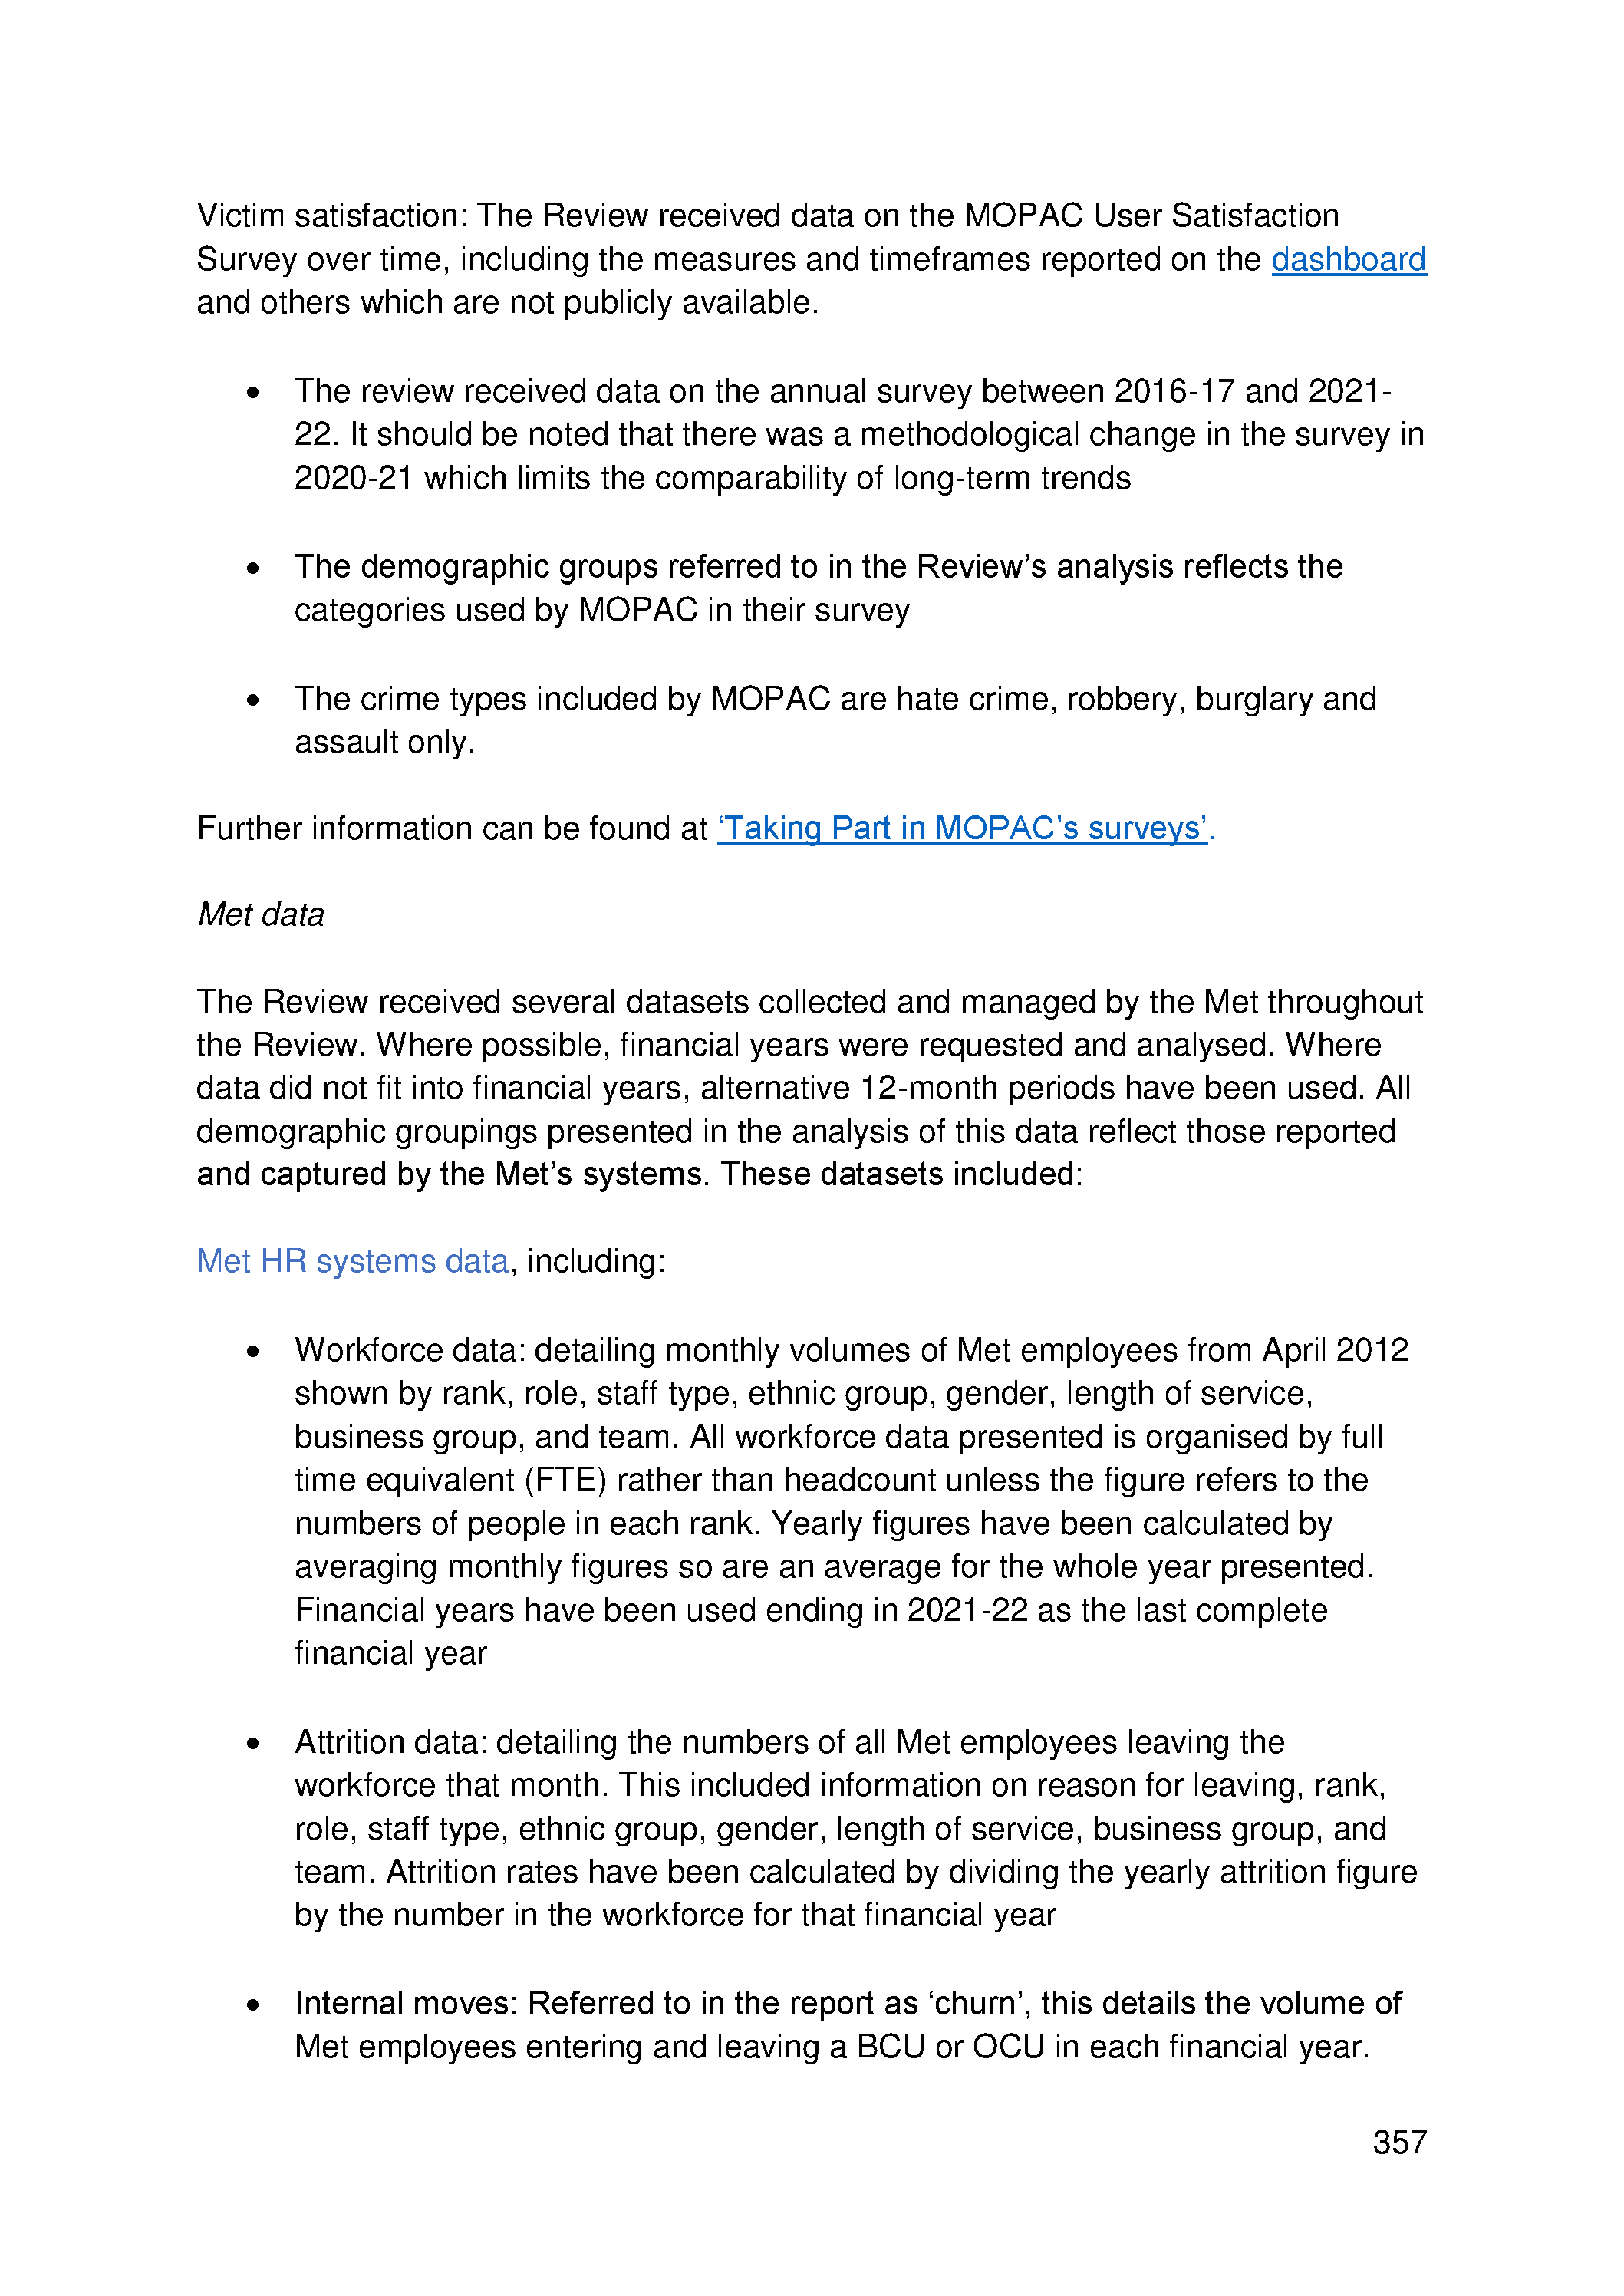 Victim satisfaction: The Review received data on the MOPAC User Satisfaction
Survey over time, including the measures and timeframes reported on the dashboard
and others which are not publicly available.
• The review received data on the annual survey between 2016-17 and 2021-
22. It should be noted that there was a methodological change in the survey in
2020-21 which limits the comparability of long-term trends
• The demographic groups referred to in the Review’s analysis reflects the
categories used by MOPAC in their survey
• The crime types included by MOPAC are hate crime, robbery, burglary and
assault only.
Further information can be found at ‘Taking Part in MOPAC’s surveys’.
Met data
The Review received several datasets collected and managed by the Met throughout
the Review. Where possible, financial years were requested and analysed. Where
data did not fit into financial years, alternative 12-month periods have been used. All
demographic groupings presented in the analysis of this data reflect those reported
and captured by the Met’s systems. These datasets included:
Met HR systems data, including:
• Workforce data: detailing monthly volumes of Met employees from April 2012
shown by rank, role, staff type, ethnic group, gender, length of service,
business group, and team. All workforce data presented is organised by full
time equivalent (FTE) rather than headcount unless the figure refers to the
numbers of people in each rank. Yearly figures have been calculated by
averaging monthly figures so are an average for the whole year presented.
Financial years have been used ending in 2021-22 as the last complete
financial year
• Attrition data: detailing the numbers of all Met employees leaving the
workforce that month. This included information on reason for leaving, rank,
role, staff type, ethnic group, gender, length of service, business group, and
team. Attrition rates have been calculated by dividing the yearly attrition figure
by the number in the workforce for that financial year
• Internal moves: Referred to in the report as ‘churn’, this details the volume of
Met employees entering and leaving a BCU or OCU in each financial year.
357